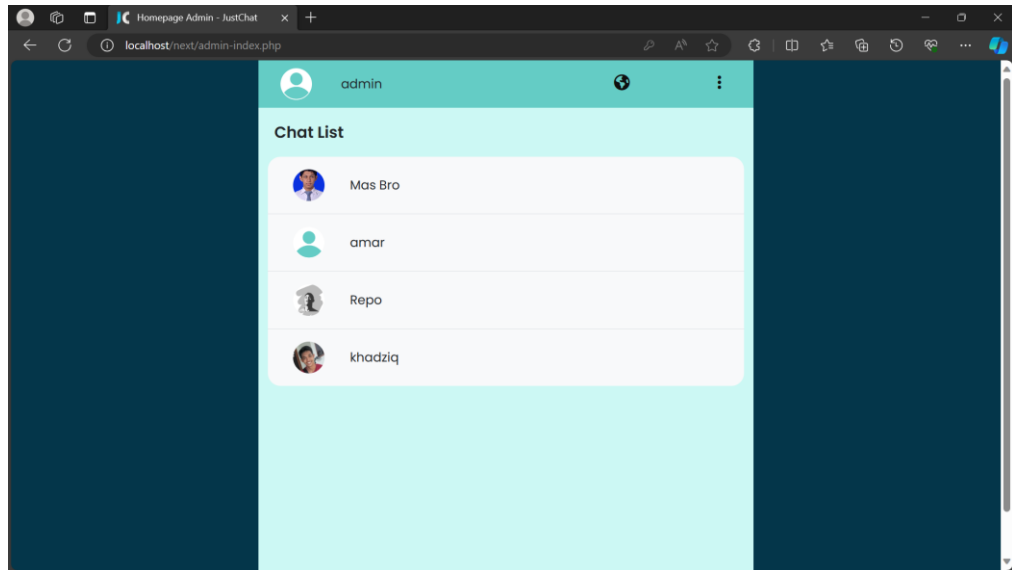 Homepage Admin - JustChat
localhost/next/admin-index.php
admin
Chat List
Mas Bro
amar
Repo
khadziq